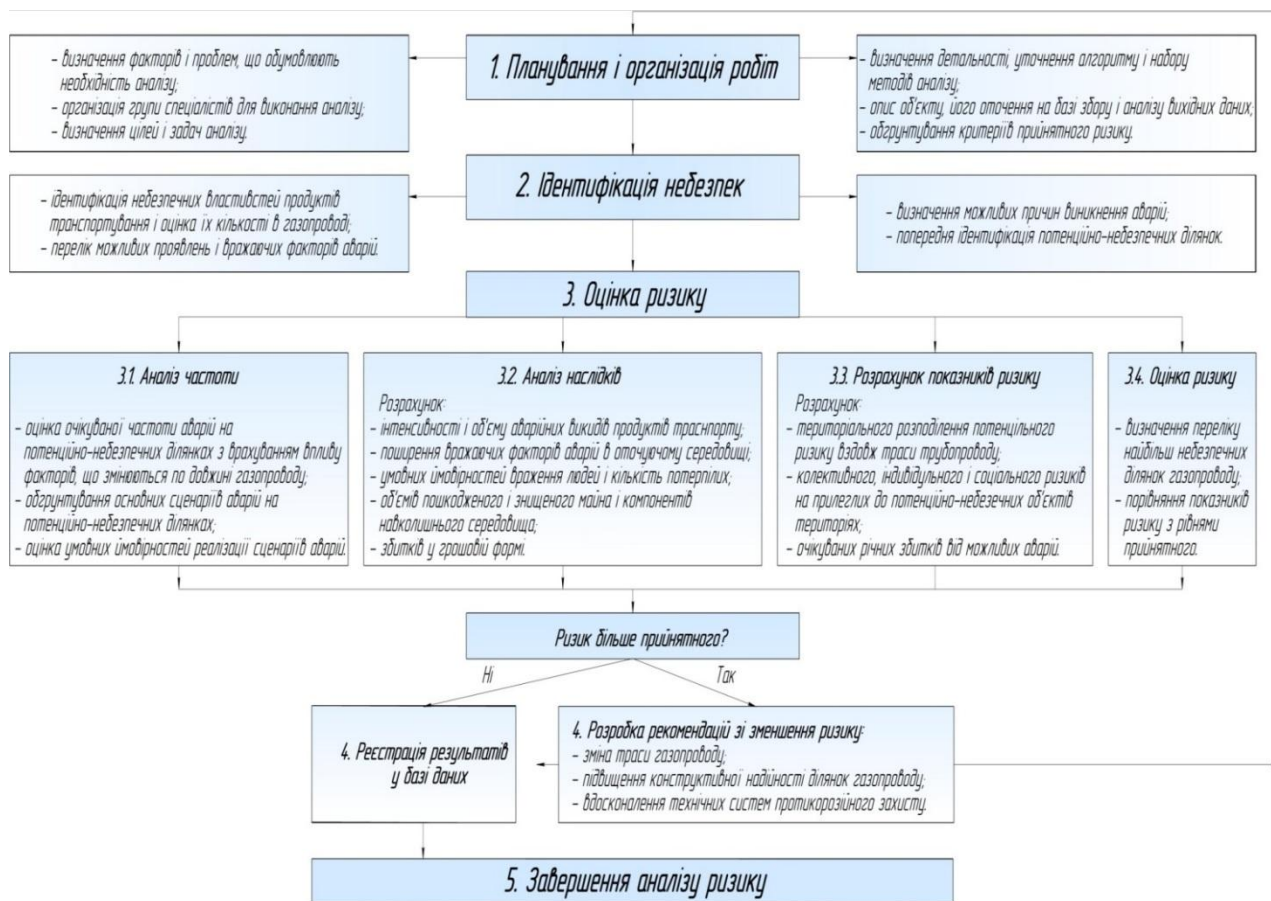 1. Планування і організація робіт
– визначення факторів і проблем, що обумовлюють
необхідність аналізу;
– організація групи спеціалістів для виконання аналізу;
– визначення цілей і задач аналізу.
– визначення детальності, уточнення алгоритму і набору
методів аналізу;
– опис об'єкту, його оточення на базі збору і аналізу вихідних даних;
– обгрунтування критеріїв прийнятного ризику.
2. Ідентифікація небезпек
– ідентифікація небезпечних властивстей продуктів
транспортування і оцінка їх кількості в газопроводі;
– перелік можливих проявлень і вражаючих факторів аварій.
– визначення можливих причин виникнення аварій;
– попередня ідентифікація потенційно-небезпечних ділянок.
3. Оцінка ризику
3.1. Аналіз частоти
– оцінка очікуваної частоти аварій на
потенційно-небезпечних ділянках з врахуванням впливу
факторів, що змінюються по довжині газопроводу;
– обгрунтування основних сценаріїв аварій на
потенційно-небезпечних ділянках;
– оцінка умовних ймовірностей реалізації сценаріїв аварій.
3.2. Аналіз наслідків
Розрахунок:
– інтенсивності і об'єму аварійних викидів продуктів траспорту;
– поширення вражаючих факторів аварій в оточуючому середовищі;
– умовних ймовірностей враження людей і кількість потерпілих;
– об'ємів пошкодженого і знищеного майна і компонентів
навколишнього середовища;
– збитків у грошовій формі.
3.3. Розрахунок показників ризику
Розрахунок:
– територіального розподілення потенцільного
ризику вздовж траси трубопроводу;
– колективного, індивідуального і соціального ризиків
на прилеглих до потенційно-небезечних об'єктів
територіях;
– очікуваних річних збитків від можливих аварій.
3.4. Оцінка ризику
– визначення переліку
найбільш небезпечних
ділянок газопроводу;
– порівняння показників
ризику з рівнями
прийнятного.
Ризик більше прийнятного?
Ні
Так
4. Реєстрація результатів
у базі даних
4. Розробка рекомендацій зі зменшення ризику:
– зміна траси газопроводу;
– підвищення конструктивної надійності ділянок газопроводу;
– вдосконалення технічних систем протикорозійного захисту.
5. Завершення аналізу ризику